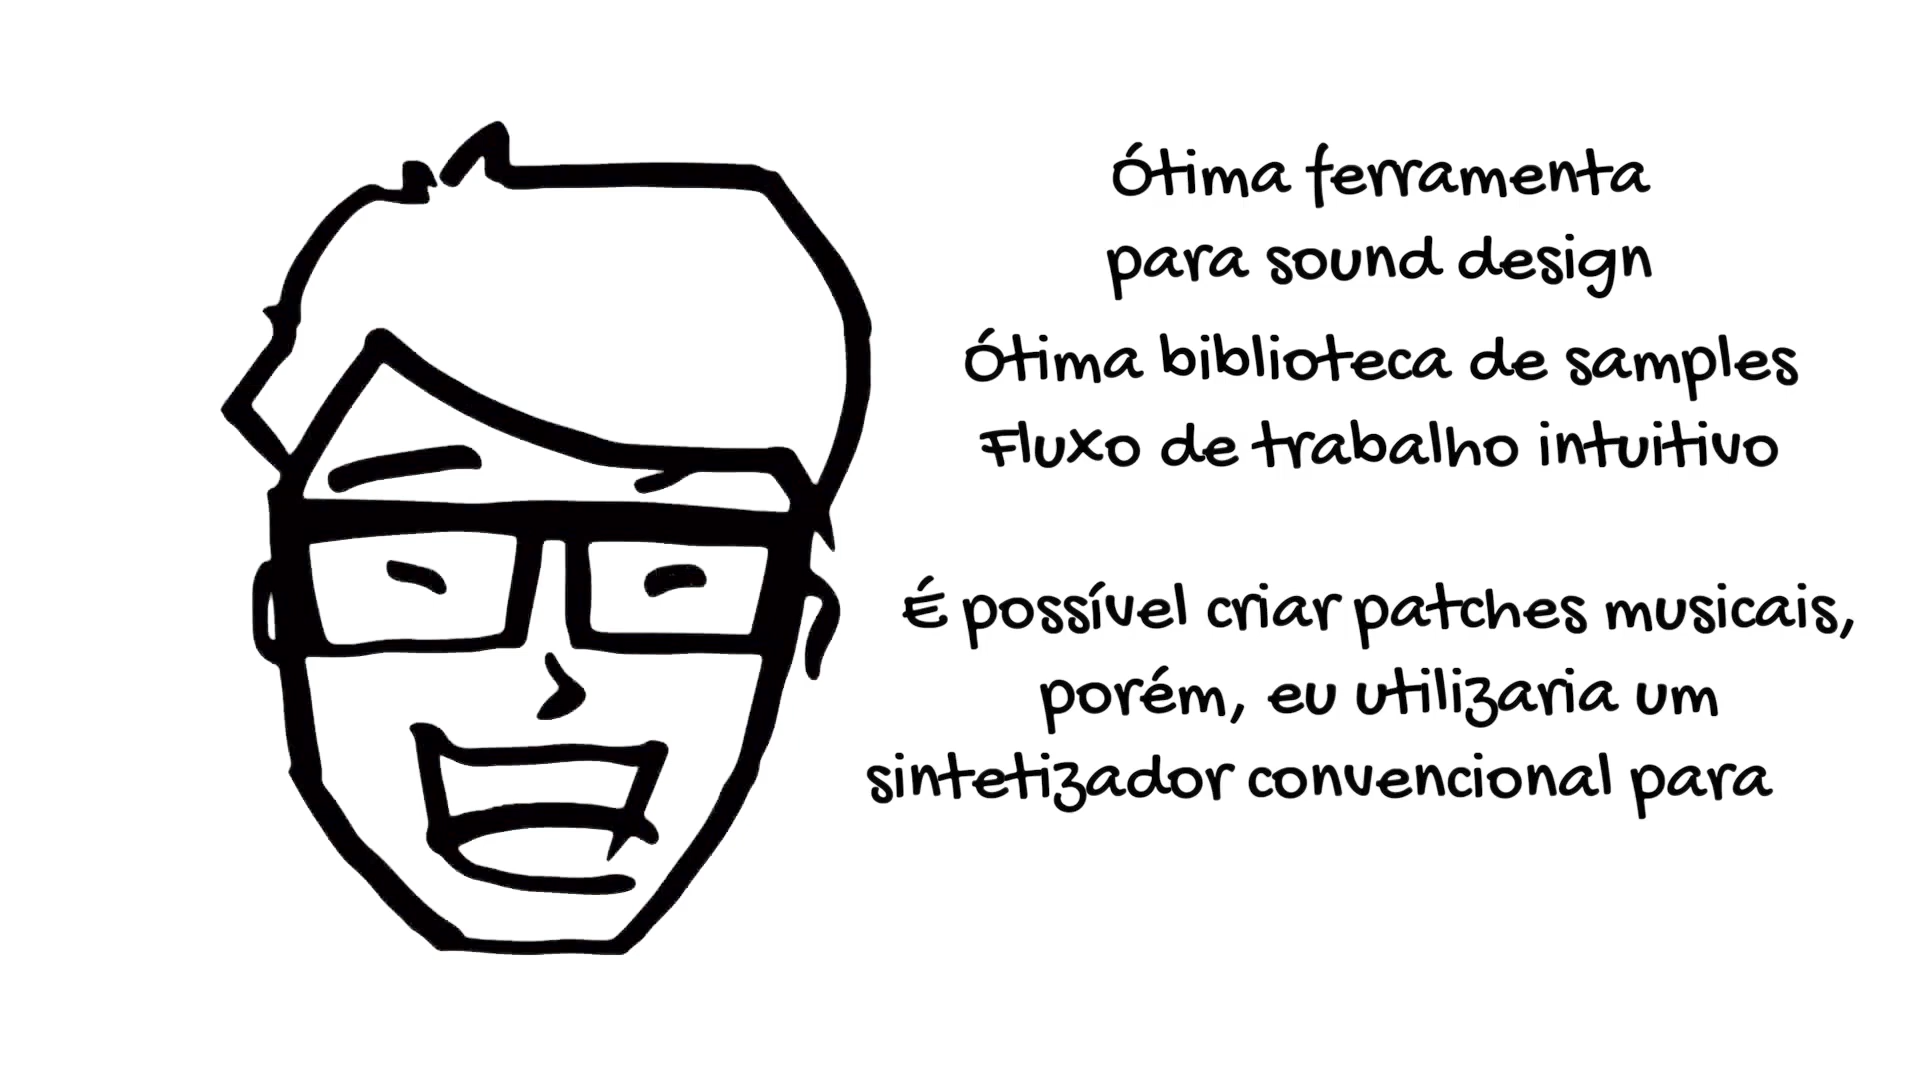 Ótima ferramenta
para sound design
Ótima biblioteca de samples
Fluxo de trabalho intuitivo
É possível criar patches musicais,
porém, eu utilizaria um
sintetizador convencional para